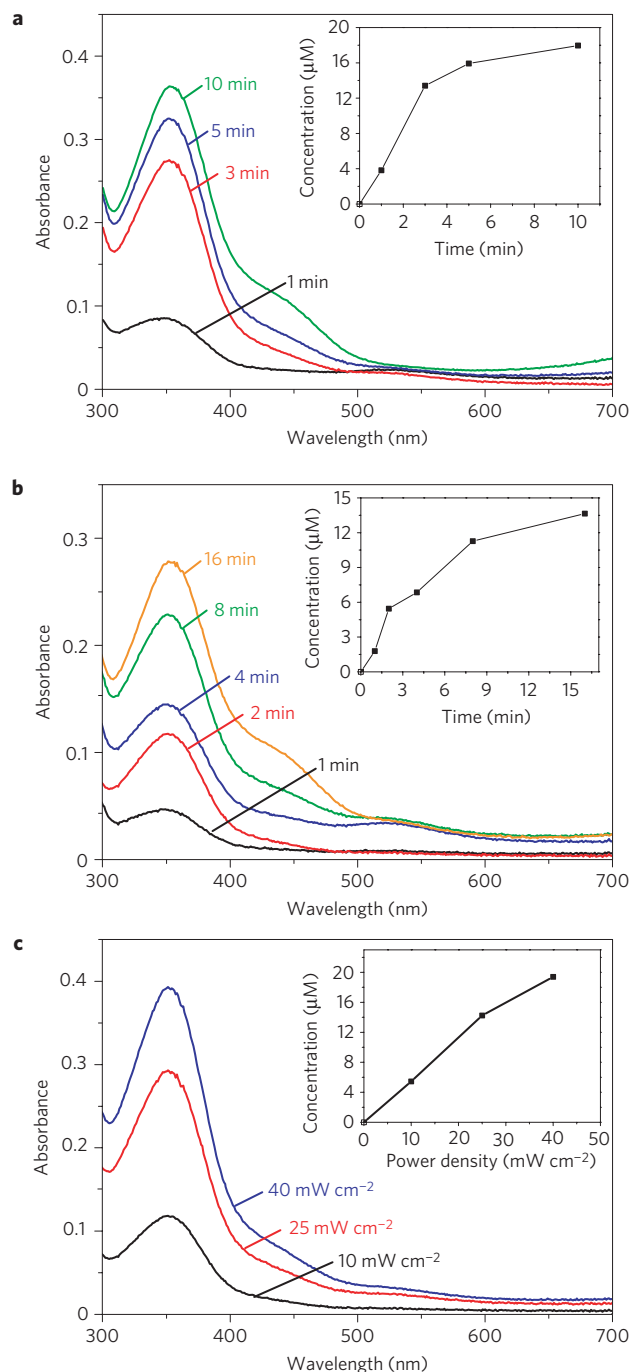 a
0.4
0.3
0.2
0.1
0
Absorbance
10 min
5 min
3 min
1 min
300 400 500 600 700
Wavelength (nm)
20
16
12
8
4
0
Concentration (μM)
0 2 4 6 8 10
Time (min)
b
0.3
0.2
0.1
0
Absorbance
16 min
8 min
4 min
2 min
1 min
300 400 500 600 700
Wavelength (nm)
15
12
9
6
3
0
Concentration (μM)
0 3 6 9 12 15
Time (min)
c
0.4
0.3
0.2
0.1
0
Absorbance
40 mW cm⁻²
25 mW cm⁻²
10 mW cm⁻²
300 400 500 600 700
Wavelength (nm)
20
16
12
8
4
0
Concentration (μM)
0 10 20 30 40 50
Power density (mW cm⁻²)